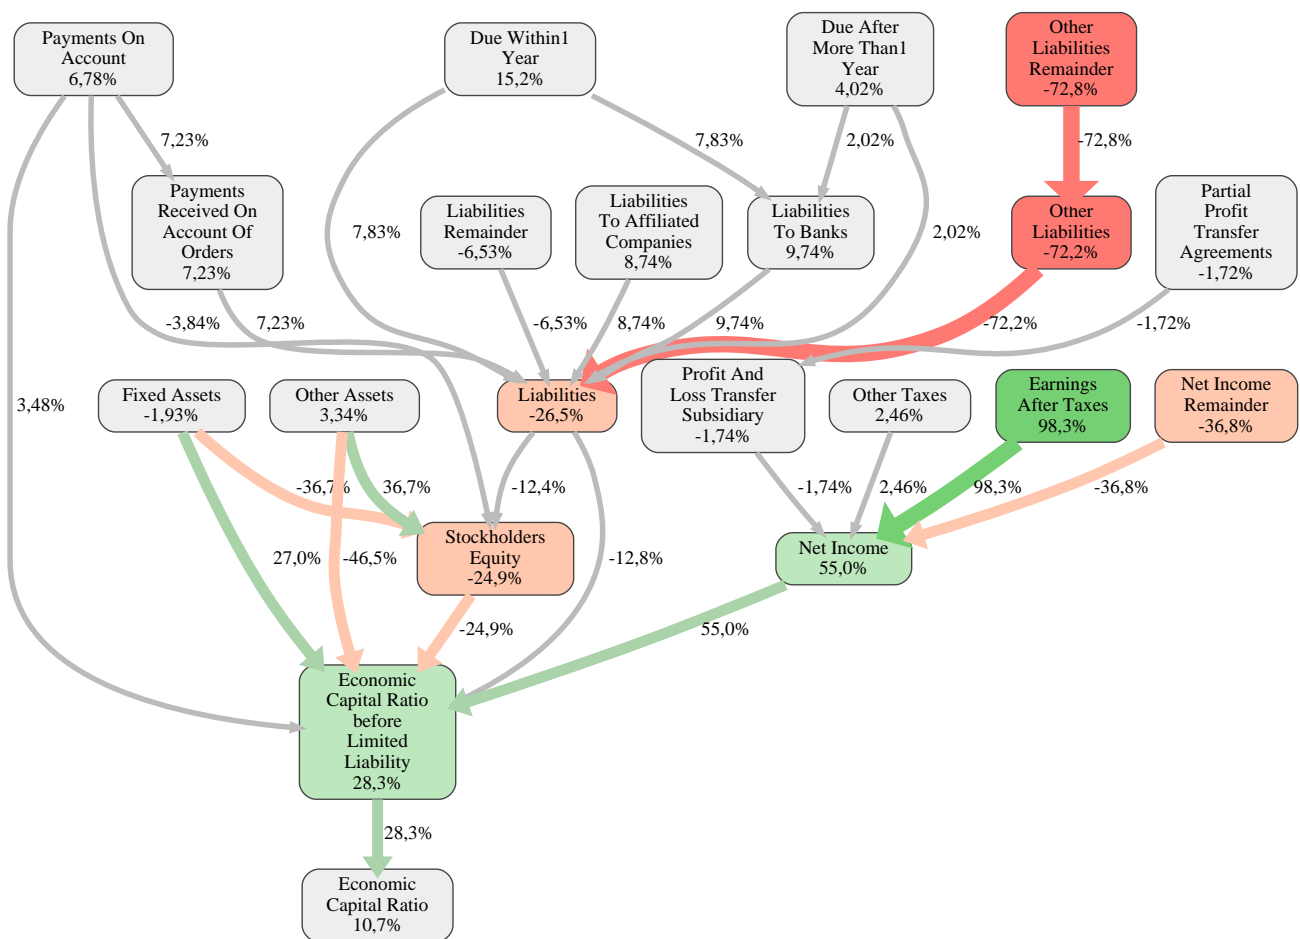 Payments On
Account
6,78%
Due Within1
Year
15,2%
Due After
More Than1
Year
4,02%
Other
Liabilities
Remainder
-72,8%
7,23%
7,83%
2,02%
-72,8%
Payments
Received On
Account Of
Orders
7,23%
Liabilities
Remainder
-6,53%
Liabilities
To Affiliated
Companies
8,74%
Liabilities
To Banks
9,74%
Other
Liabilities
-72,2%
Partial
Profit
Transfer
Agreements
-1,72%
7,83%
2,02%
-3,84%
7,23%
-6,53%
8,74%
9,74%
-72,2%
-1,72%
3,48%
Fixed Assets
-1,93%
Other Assets
3,34%
Liabilities
-26,5%
Profit And
Loss Transfer
Subsidiary
-1,74%
Other Taxes
2,46%
Earnings
After Taxes
98,3%
Net Income
Remainder
-36,8%
-36,7%
36,7%
-12,4%
-1,74%
2,46%
98,3%
-36,8%
27,0%
-46,5%
Stockholders
Equity
-24,9%
-12,8%
Net Income
55,0%
-24,9%
55,0%
Economic
Capital Ratio
before
Limited
Liability
28,3%
28,3%
Economic
Capital Ratio
10,7%